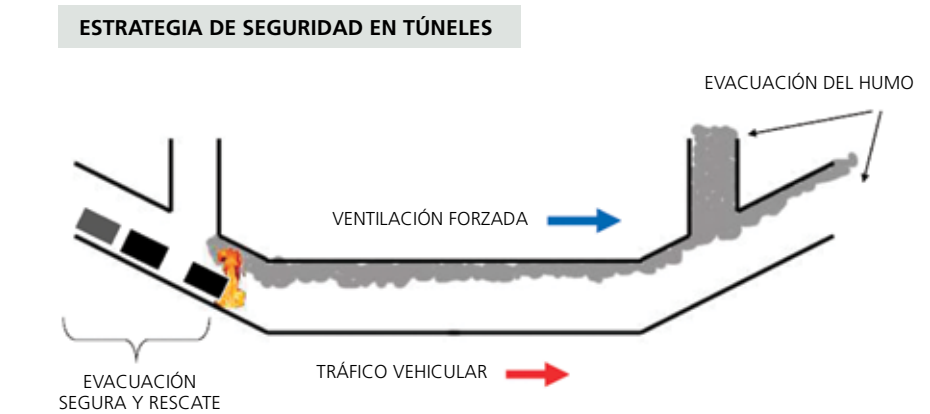 ESTRATEGIA DE SEGURIDAD EN TÚNELES
EVACUACIÓN DEL HUMO
VENTILACIÓN FORZADA
TRÁFICO VEHICULAR
EVACUACIÓN
SEGURA Y RESCATE